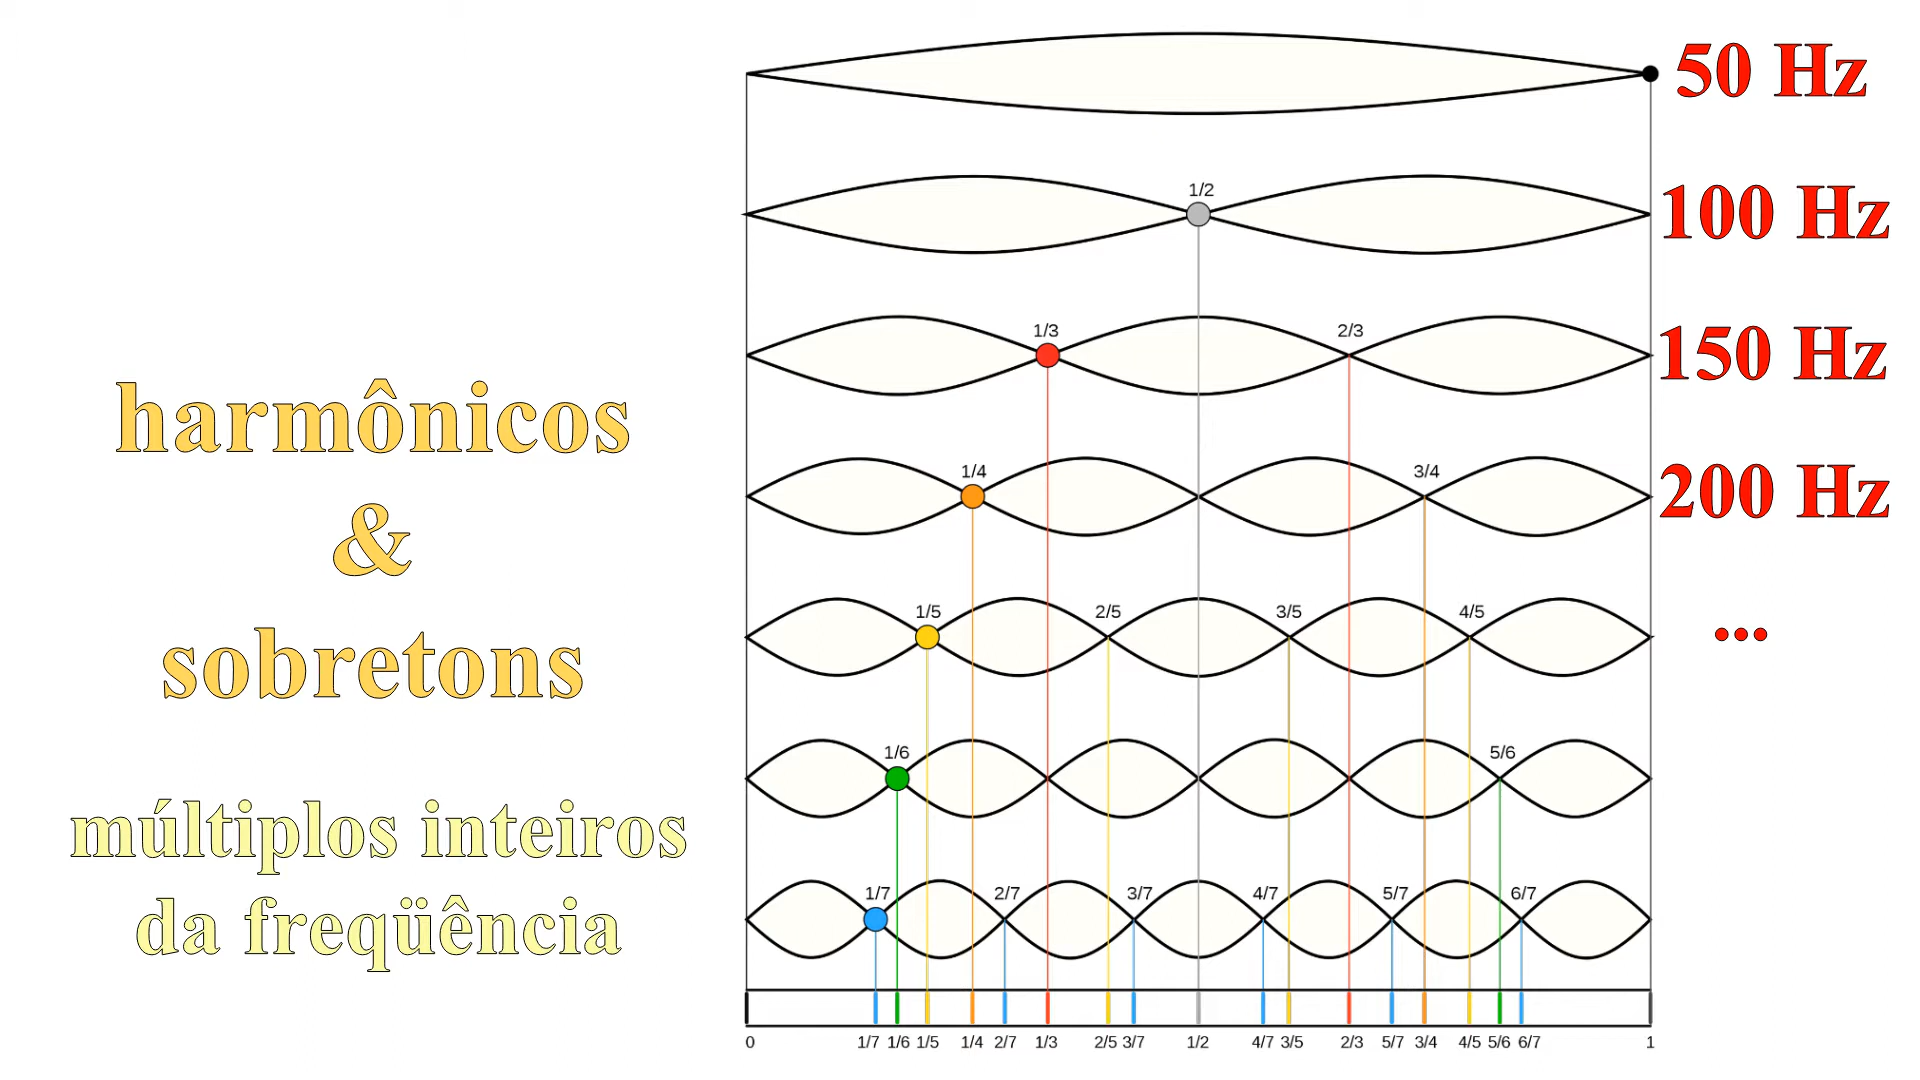 harmônicos
&
sobretons
múltiplos inteiros
da freqüência
50 Hz
1/2
100 Hz
1/3 2/3
150 Hz
1/4 3/4
200 Hz
1/5 2/5 3/5 4/5
...
1/6 5/6
1/7 2/7 3/7 4/7 5/7 6/7
0 1/7 1/6 1/5 1/4 2/7 1/3 2/5 3/7 1/2 4/7 3/5 2/3 5/7 3/4 4/5 5/6 6/7 1